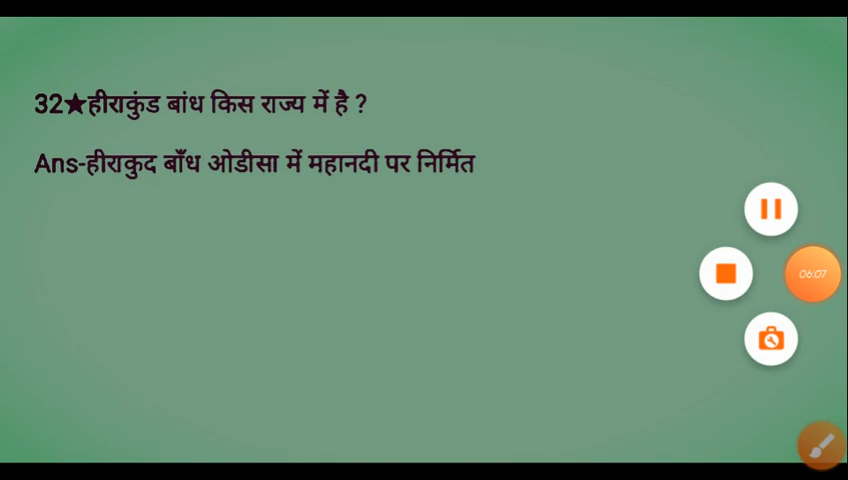 32★हीराकुंड बांध किस राज्य में है ?
Ans-हीराकुद बाँध ओडीसा में महानदी पर निर्मित
06:07